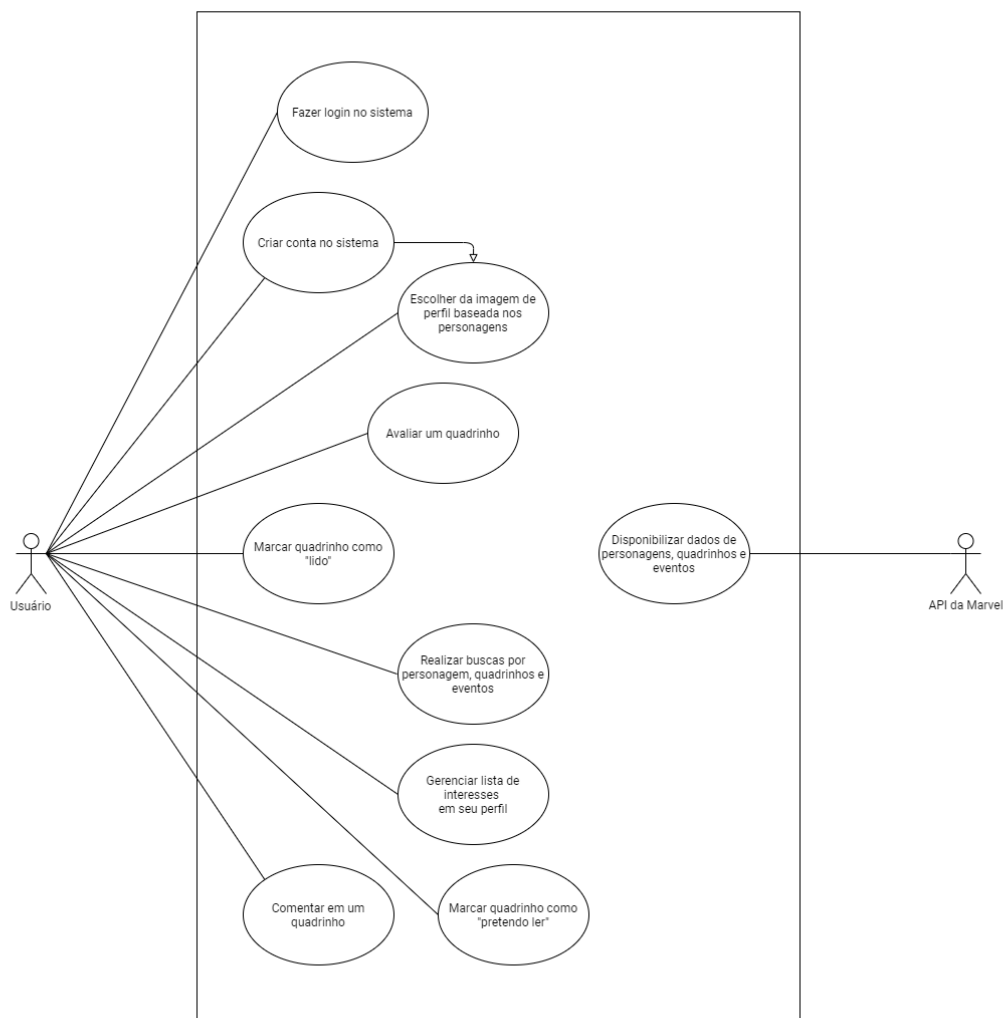 Fazer login no sistema
Criar conta no sistema
Escolher da imagem de
perfil baseada nos
personagens
Avaliar um quadrinho
Marcar quadrinho como
"lido"
Disponibilizar dados de
personagens, quadrinhos e
eventos
Usuário
API da Marvel
Realizar buscas por
personagem, quadrinhos e
eventos
Gerenciar lista de
interesses
em seu perfil
Comentar em um
quadrinho
Marcar quadrinho como
"pretendo ler"